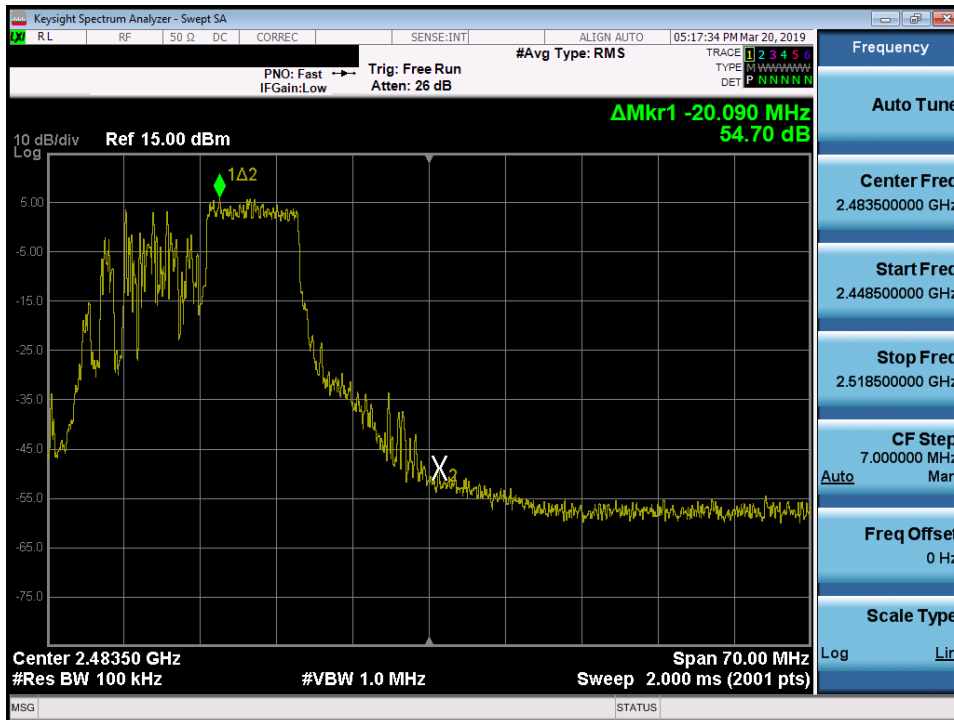 Keysight Spectrum Analyzer - Swept SA
LXI RL RF 50 Ω DC CORREC SENSE:INT ALIGN AUTO 05:17:34 PM Mar 20, 2019
#Avg Type: RMS
TRACE 1 2 3 4 5 6
TYPE M W W W W W
DET P N N N N N
PNO: Fast Trig: Free Run
IFGain:Low Atten: 26 dB
ΔMkr1 -20.090 MHz
54.70 dB
10 dB/div Ref 15.00 dBm
Log
1Δ2
5.00
-5.00
-15.0
-25.0
-35.0
-45.0
X2
-55.0
-65.0
-75.0
Center 2.48350 GHz Span 70.00 MHz
#Res BW 100 kHz #VBW 1.0 MHz Sweep 2.000 ms (2001 pts)
MSG STATUS
Frequency
Auto Tune
Center Freq
2.483500000 GHz
Start Freq
2.448500000 GHz
Stop Freq
2.518500000 GHz
CF Step
7.000000 MHz
Auto Man
Freq Offset
0 Hz
Scale Type
Log Lin